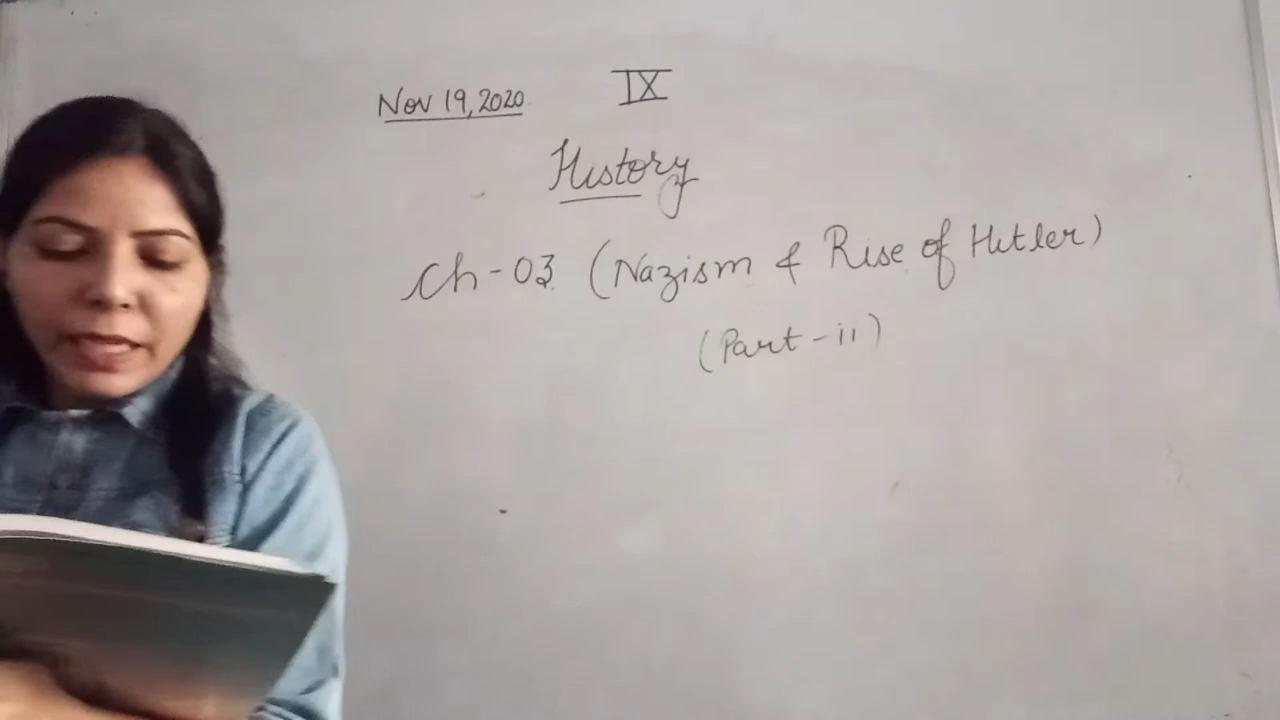 Nov 19, 2020
IX
History
Ch-03 (Nazism & Rise of Hitler)
(Part-ii)